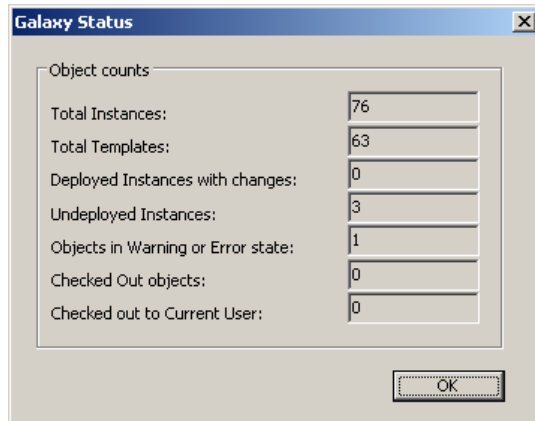 Galaxy Status
Object counts
Total Instances: 76
Total Templates: 63
Deployed Instances with changes: 0
Undeployed Instances: 3
Objects in Warning or Error state: 1
Checked Out objects: 0
Checked out to Current User: 0
OK